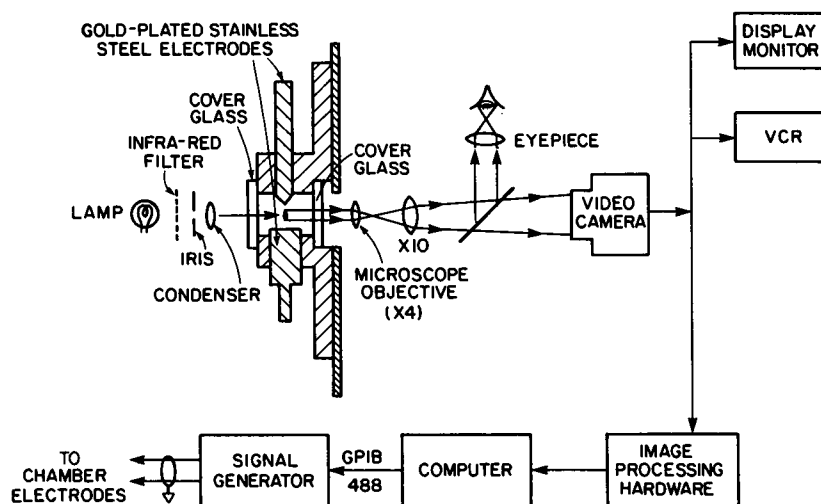 GOLD-PLATED STAINLESS
STEEL ELECTRODES
COVER
GLASS
INFRA-RED
FILTER
LAMP
IRIS
CONDENSER
COVER
GLASS
EYEPIECE
X10
MICROSCOPE
OBJECTIVE
(X4)
VIDEO
CAMERA
DISPLAY
MONITOR
VCR
TO
CHAMBER
ELECTRODES
SIGNAL
GENERATOR
GPIB
488
COMPUTER
IMAGE
PROCESSING
HARDWARE